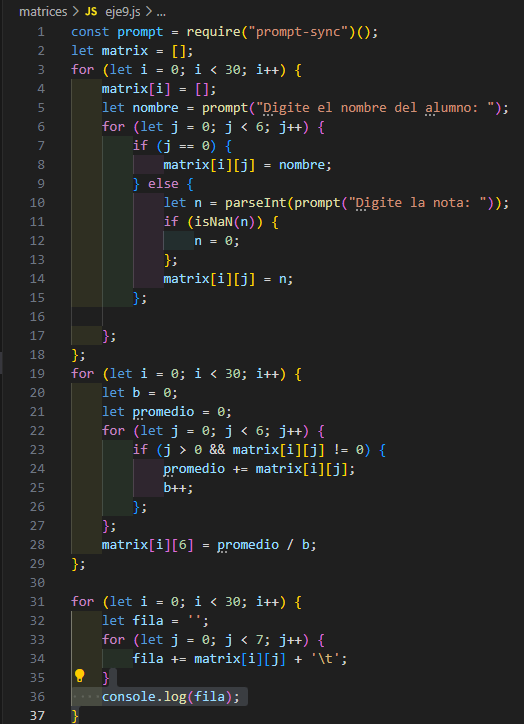 matrices > JS eje9.js > ...
1 const prompt = require("prompt-sync")();
2 let matrix = [];
3 for (let i = 0; i < 30; i++) {
4     matrix[i] = [];
5     let nombre = prompt("Digite el nombre del alumno: ");
6     for (let j = 0; j < 6; j++) {
7         if (j == 0) {
8             matrix[i][j] = nombre;
9         } else {
10             let n = parseInt(prompt("Digite la nota: "));
11             if (isNaN(n)) {
12                 n = 0;
13             };
14             matrix[i][j] = n;
15         };
16
17     };
18 };
19 for (let i = 0; i < 30; i++) {
20     let b = 0;
21     let promedio = 0;
22     for (let j = 0; j < 6; j++) {
23         if (j > 0 && matrix[i][j] != 0) {
24             promedio += matrix[i][j];
25             b++;
26         };
27     };
28     matrix[i][6] = promedio / b;
29 };
30
31 for (let i = 0; i < 30; i++) {
32     let fila = '';
33     for (let j = 0; j < 7; j++) {
34         fila += matrix[i][j] + '\t';
35     }
36     console.log(fila);
37 }